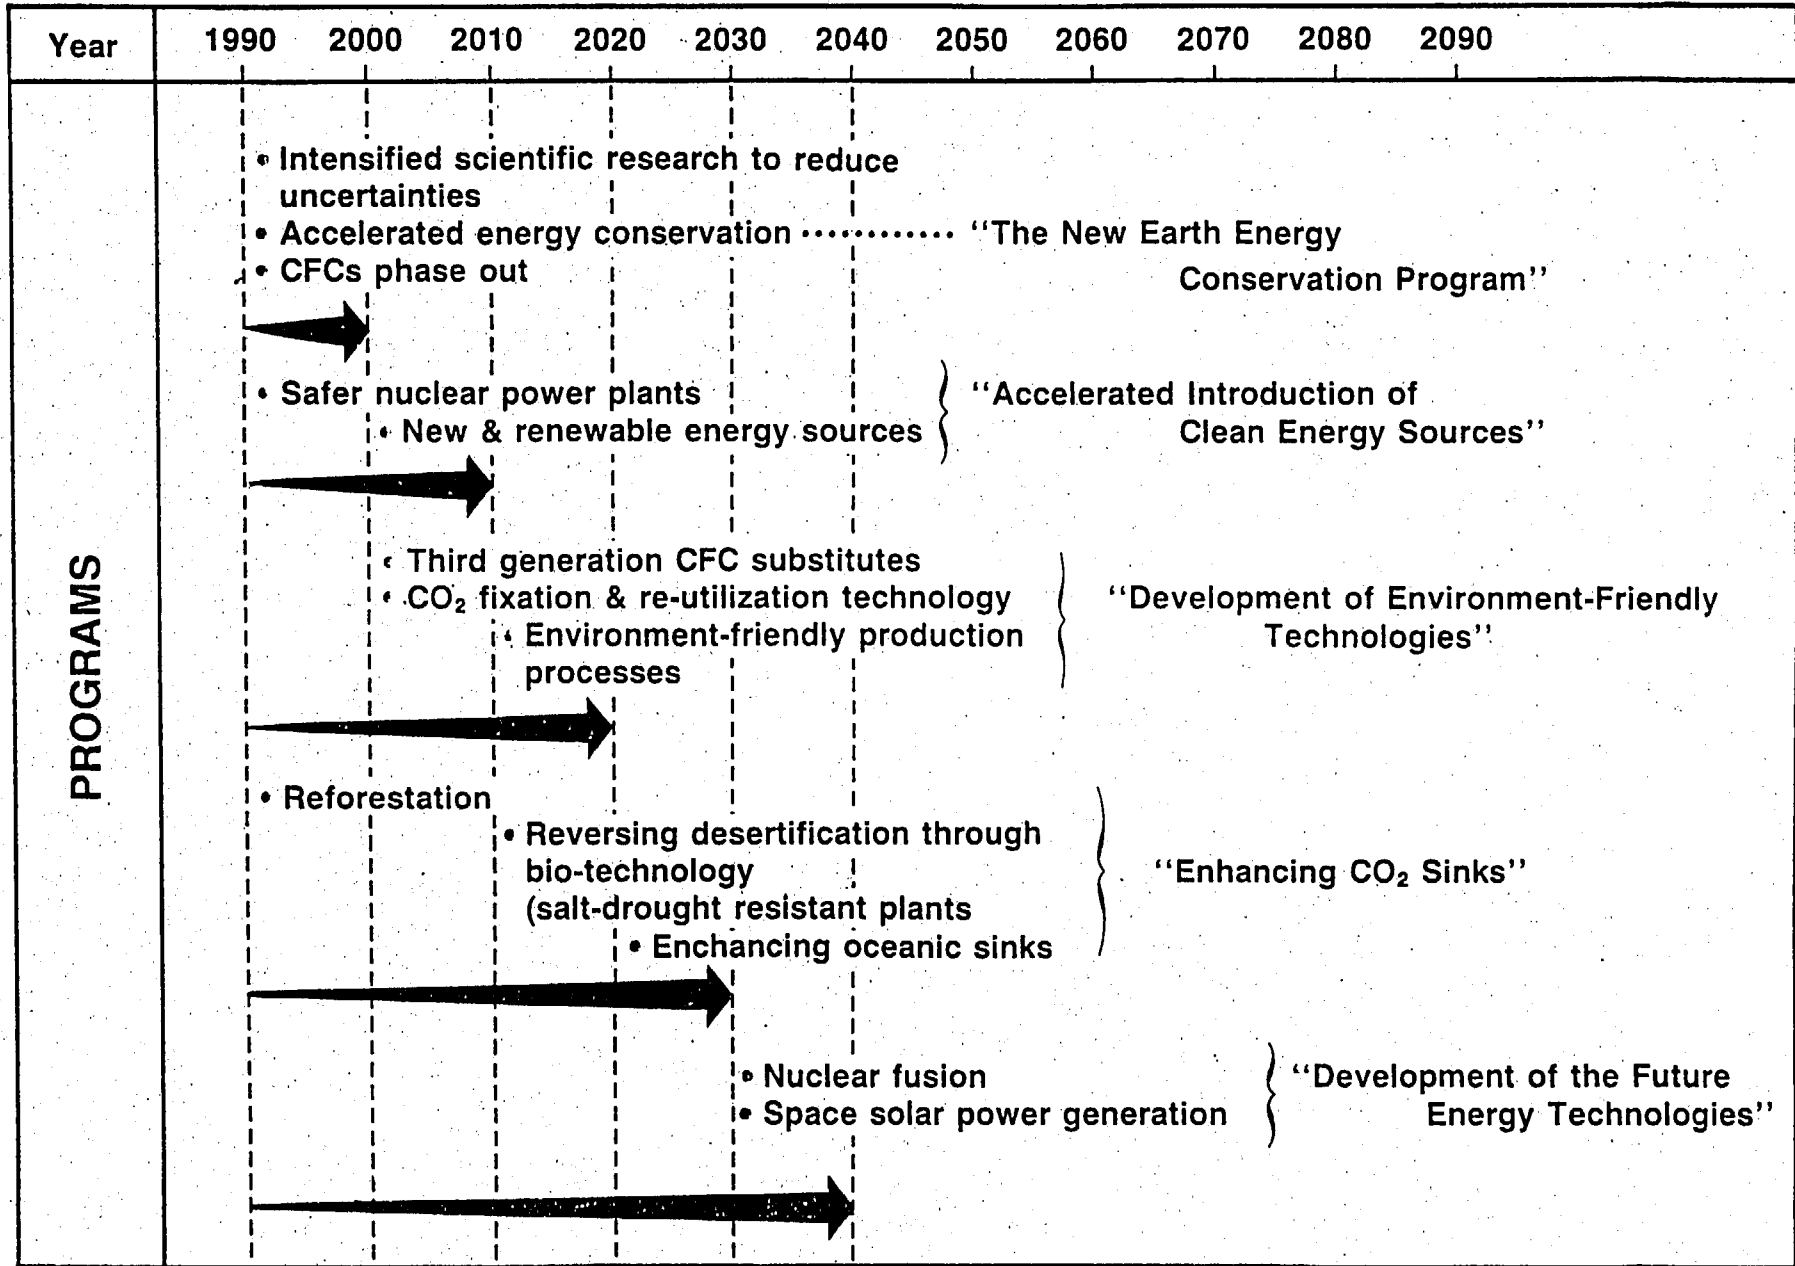 Year 1990 2000 2010 2020 2030 2040 2050 2060 2070 2080 2090
PROGRAMS
• Intensified scientific research to reduce
uncertainties
• Accelerated energy conservation ············ “The New Earth Energy
Conservation Program”
• CFCs phase out
• Safer nuclear power plants
• New & renewable energy sources
“Accelerated Introduction of
Clean Energy Sources”
• Third generation CFC substitutes
• CO₂ fixation & re-utilization technology
• Environment-friendly production
processes
“Development of Environment-Friendly
Technologies”
• Reforestation
• Reversing desertification through
bio-technology
(salt-drought resistant plants
• Enchancing oceanic sinks
“Enhancing CO₂ Sinks”
• Nuclear fusion
• Space solar power generation
“Development of the Future
Energy Technologies”